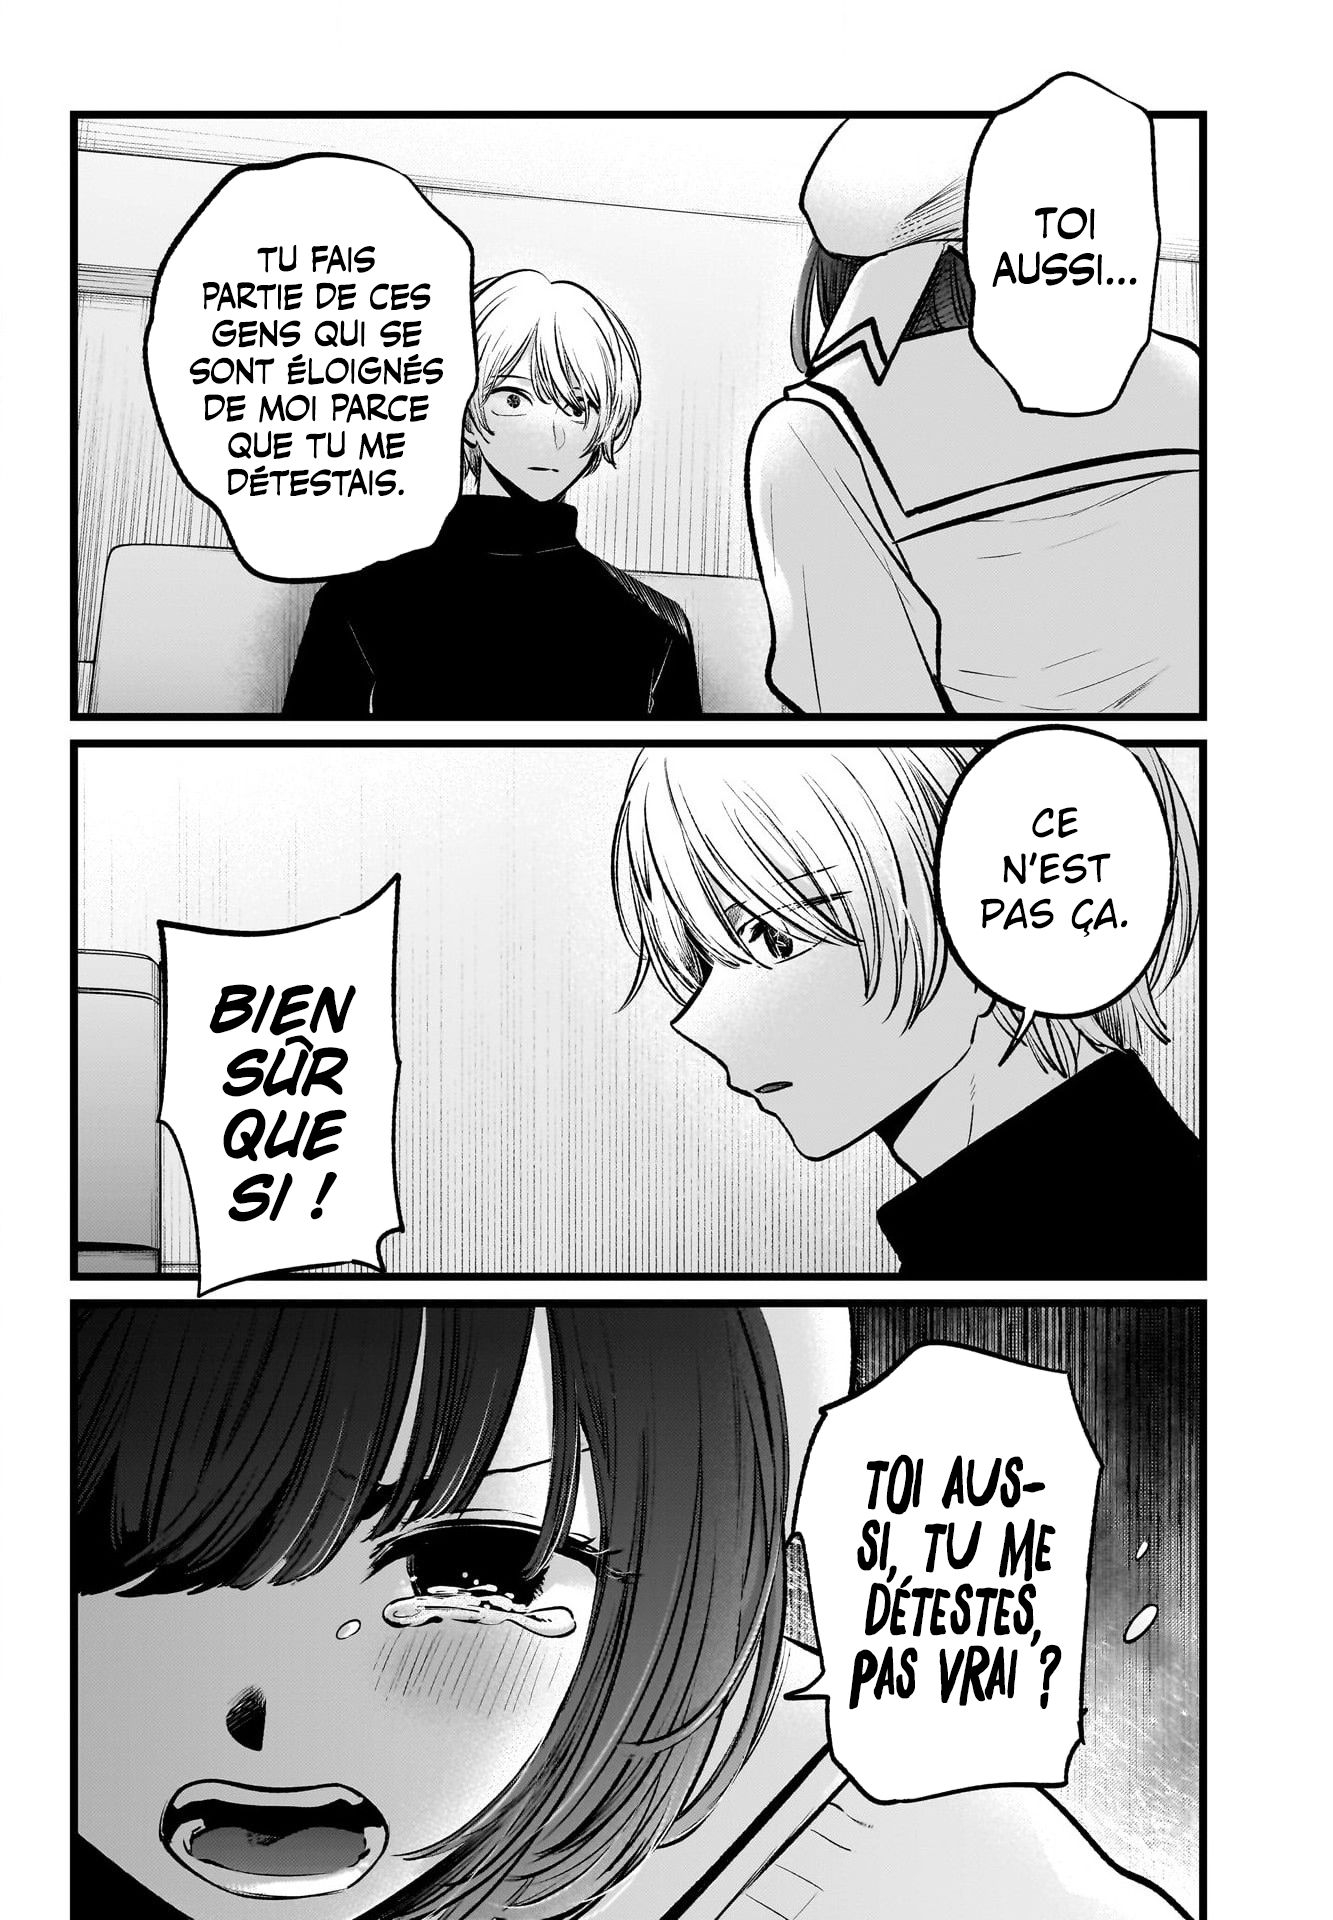 TOI
AUSSI...
TU FAIS
PARTIE DE CES
GENS QUI SE
SONT ÉLOIGNÉS
DE MOI PARCE
QUE TU ME
DÉTESTAIS.
CE
N'EST
PAS ÇA.
BIEN
SÛR
QUE
SI !
TOI AUS-
SI, TU ME
DÉTESTES,
PAS VRAI ?